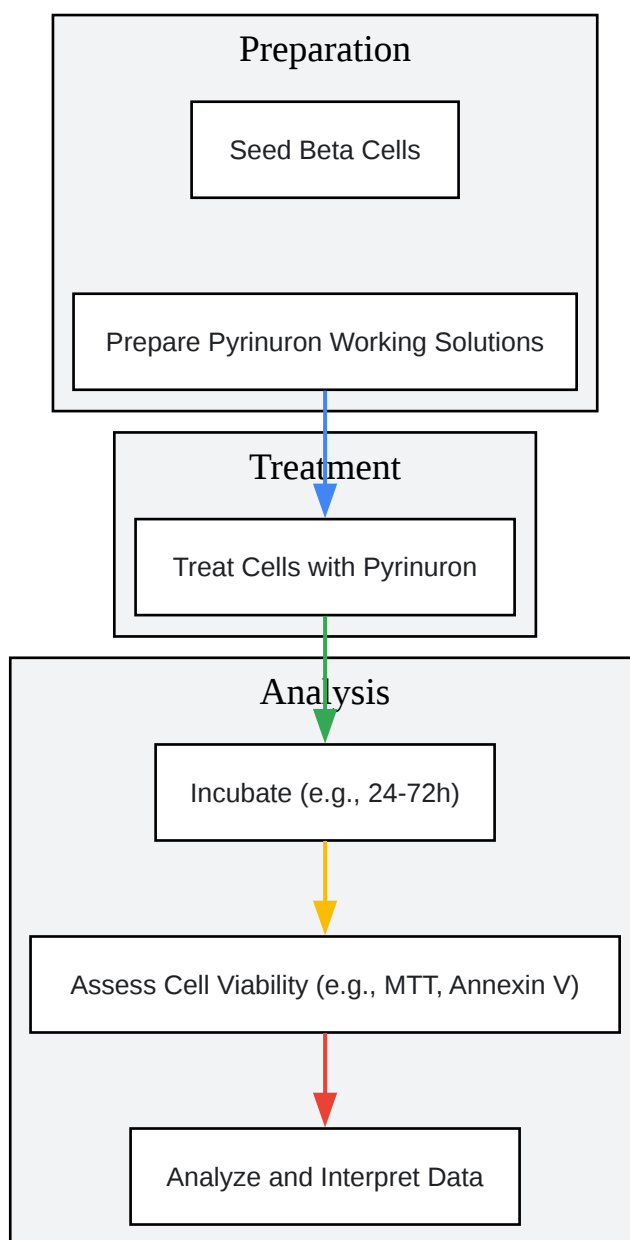 Preparation
Seed Beta Cells
Prepare Pyrinuron Working Solutions
Treatment
Treat Cells with Pyrinuron
Analysis
Incubate (e.g., 24-72h)
Assess Cell Viability (e.g., MTT, Annexin V)
Analyze and Interpret Data